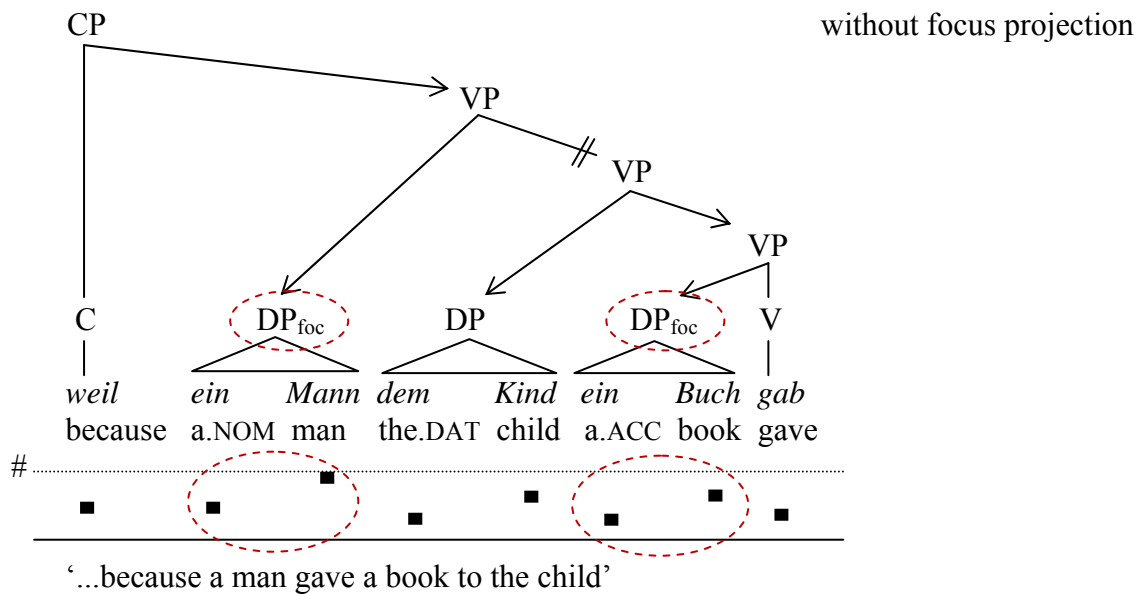 CP without focus projection
VP
VP
VP
C DPfoc DP DPfoc V
weil ein Mann dem Kind ein Buch gab
because a.NOM man the.DAT child a.ACC book gave
#
‘...because a man gave a book to the child’